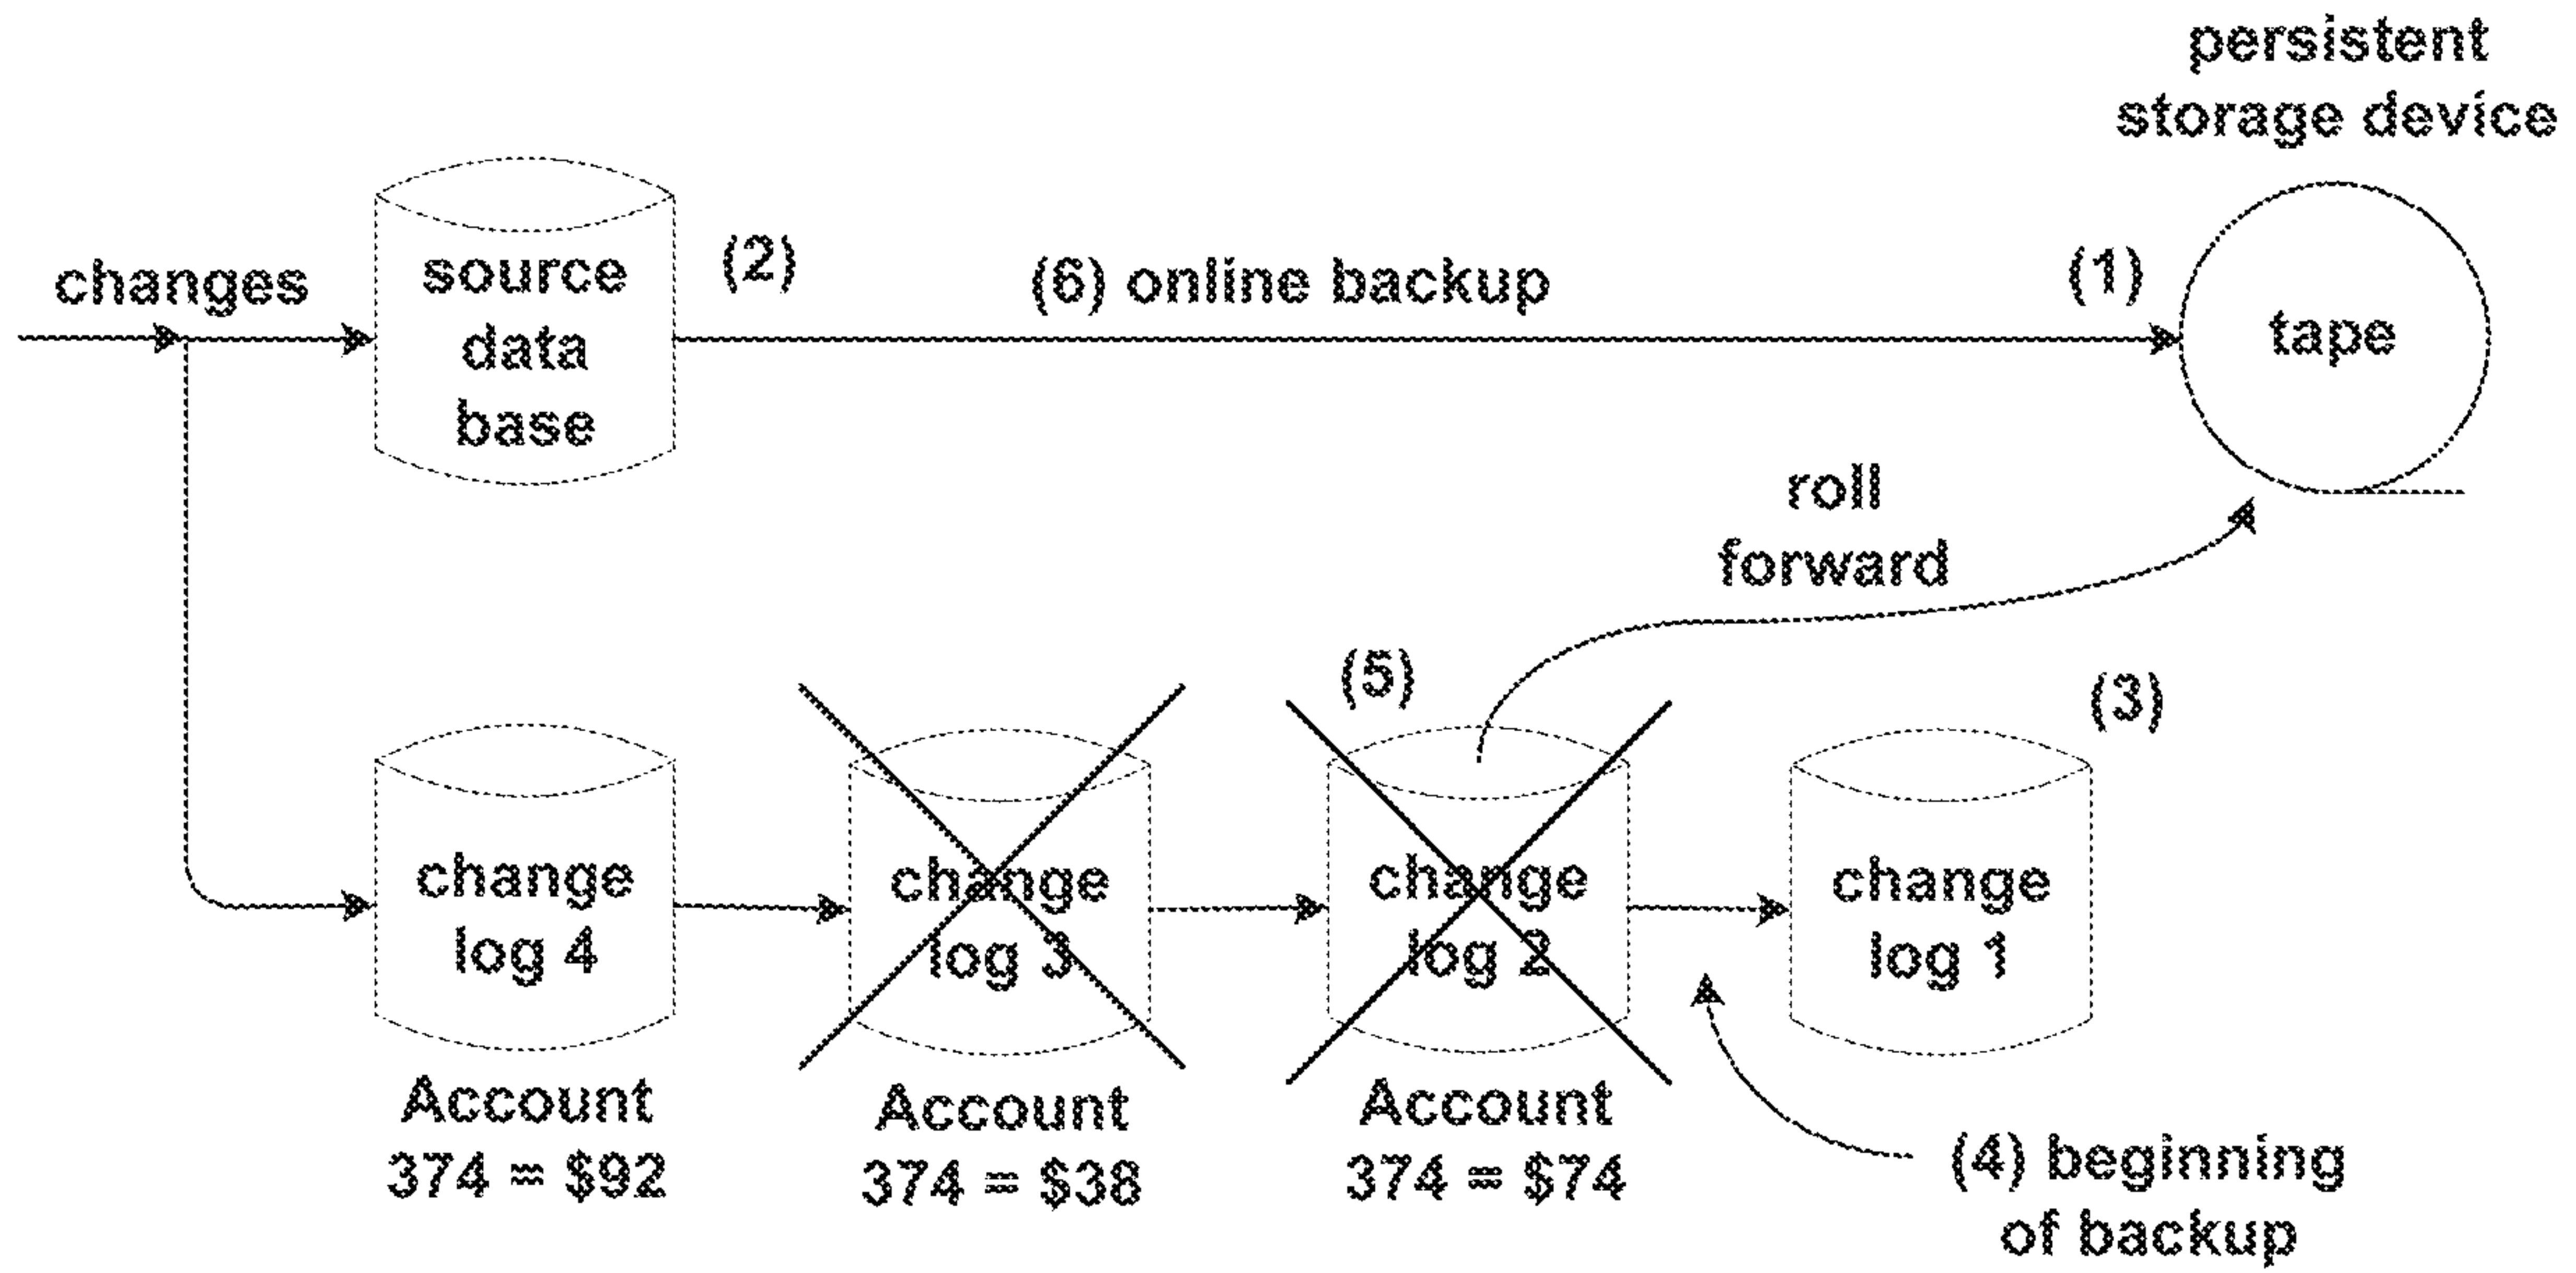 persistent
storage device
changes
source
data
base
(2)
(6) online backup
(1)
tape
roll
forward
(5)
(3)
change
log 4
change
log 3
change
log 2
change
log 1
Account
374 = $92
Account
374 = $38
Account
374 = $74
(4) beginning
of backup